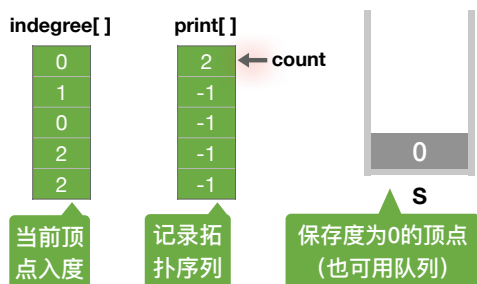 indegree[ ]
print[ ]
0
1
0
2
2
2
-1
-1
-1
-1
count
0
S
当前顶
点入度
记录拓
扑序列
保存度为0的顶点
（也可用队列）